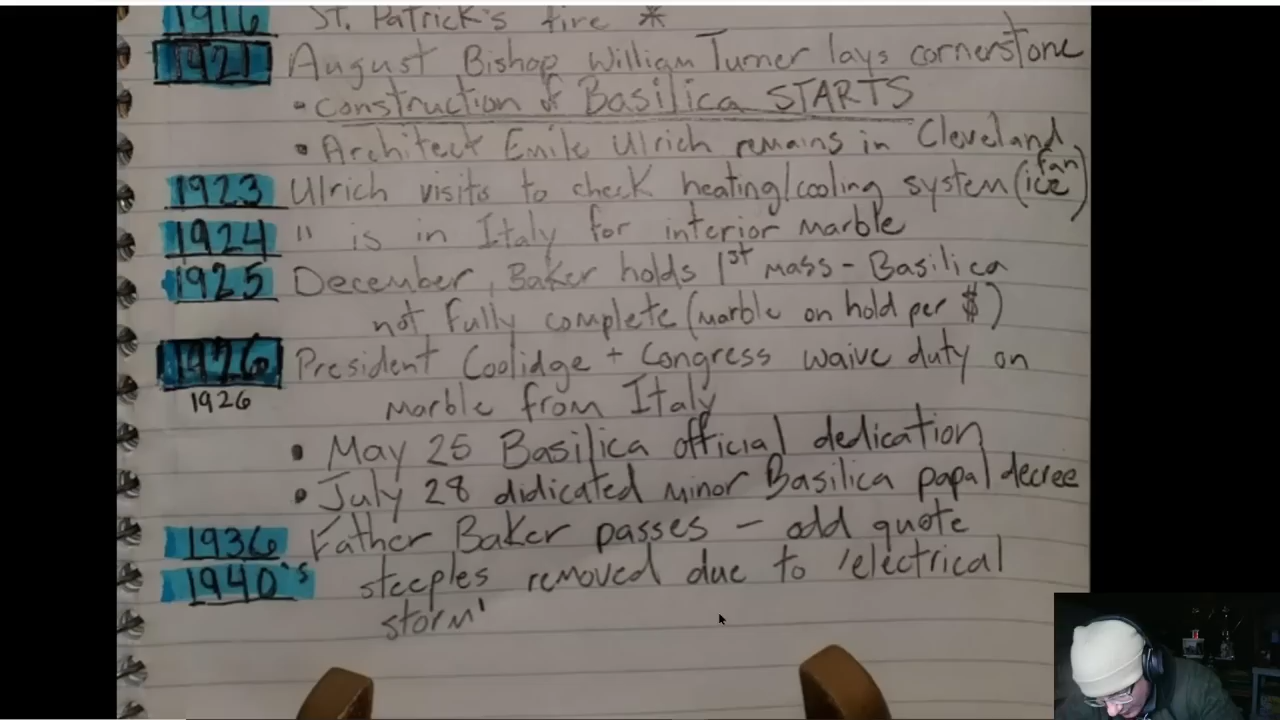 1916 St. Patrick's fire *
1921 August Bishop William Turner lays cornerstone
• construction of Basilica STARTS
• Architect Emile Ulrich remains in Cleveland
1923 Ulrich visits to check heating/cooling system (ice fan)
1924 " is in Italy for interior marble
1925 December, Baker holds 1st mass - Basilica
not fully complete (marble on hold per $)
1926 President Coolidge + Congress waive duty on
1926 marble from Italy
• May 25 Basilica official dedication
• July 28 didicated minor Basilica papal decree
1936 Father Baker passes - add quote
1940's steeples removed due to 'electrical
storm'